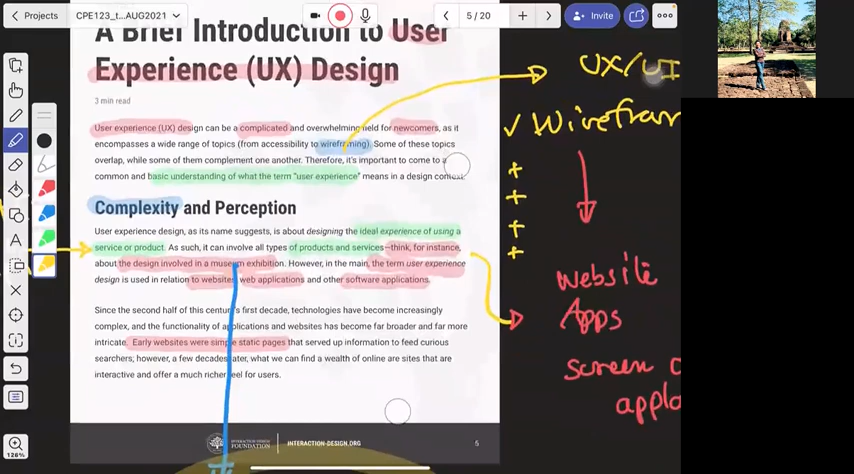 Projects
CPE123_t...AUG2021
5 / 20
Invite
A Brief Introduction to User
Experience (UX) Design
3 min read
User experience (UX) design can be a complicated and overwhelming field for newcomers, as it
encompasses a wide range of topics (from accessibility to wireframing). Some of these topics
overlap, while some of them complement one another. Therefore, it's important to come to a
common and basic understanding of what the term "user experience" means in a design context.
Complexity and Perception
User experience design, as its name suggests, is about designing the ideal experience of using a
service or product. As such, it can involve all types of products and services—think, for instance,
about the design involved in a museum exhibition. However, in the main, the term user experience
design is used in relation to websites, web applications and other software applications.
Since the second half of this century's first decade, technologies have become increasingly
complex, and the functionality of applications and websites has become far broader and far more
intricate. Early websites were simple static pages that served up information to feed curious
searchers; however, a few decades later, what we can find a wealth of online are sites that are
interactive and offer a much richer feel for users.
INTERACTION DESIGN
FOUNDATION
INTERACTION-DESIGN.ORG
5
UX/UI
✓ Wirefram
+
+
+
+
website
Apps
screen
applo
A
126%